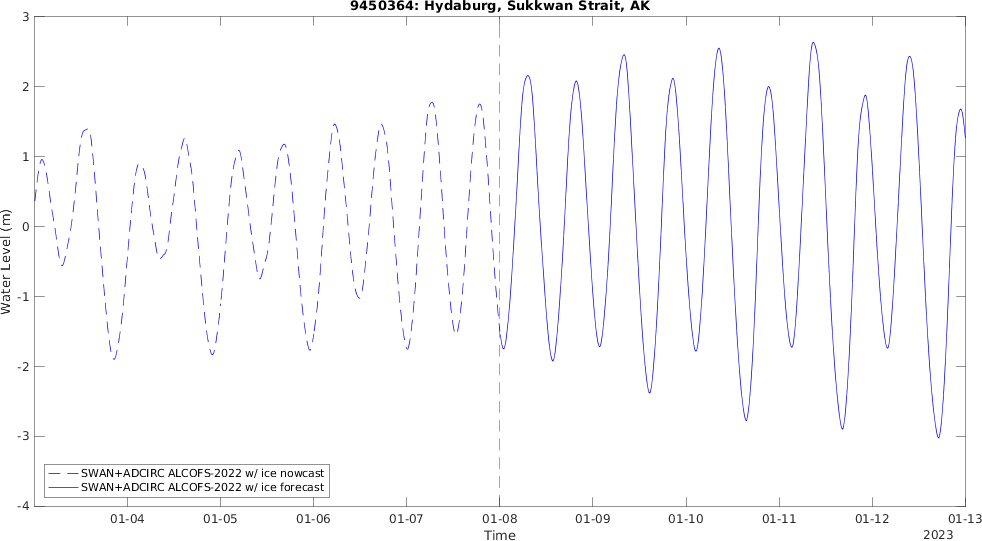 9450364: Hydaburg, Sukkwan Strait, AK
3
2
1
0
-1
-2
-3
-4
Water Level (m)
SWAN+ADCIRC ALCOFS-2022 w/ ice nowcast
SWAN+ADCIRC ALCOFS-2022 w/ ice forecast
01-04 01-05 01-06 01-07 01-08 01-09 01-10 01-11 01-12 01-13
Time
2023